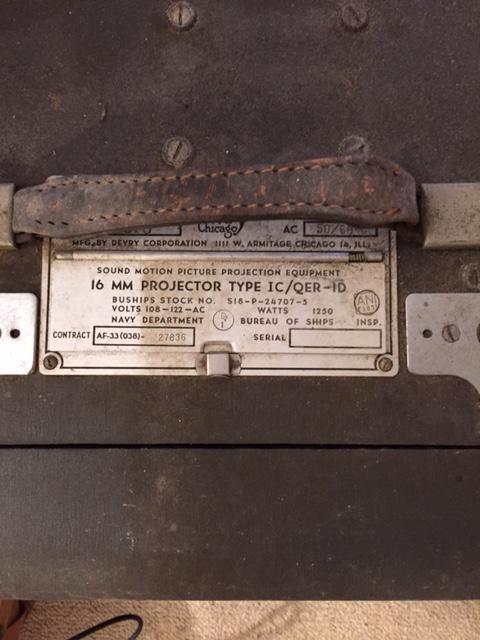 Chicago AC 50/60
MFG. BY DEVRY CORPORATION 1111 W. ARMITAGE CHICAGO 14, ILL.
SOUND MOTION PICTURE PROJECTION EQUIPMENT
16 MM PROJECTOR TYPE IC/QER-1D
BUSHIPS STOCK NO. S18-P-24707-5
VOLTS 108-122-AC WATTS 1250
NAVY DEPARTMENT BUREAU OF SHIPS INSP.
ANI
CONTRACT AF-33(038)- 27836 SERIAL